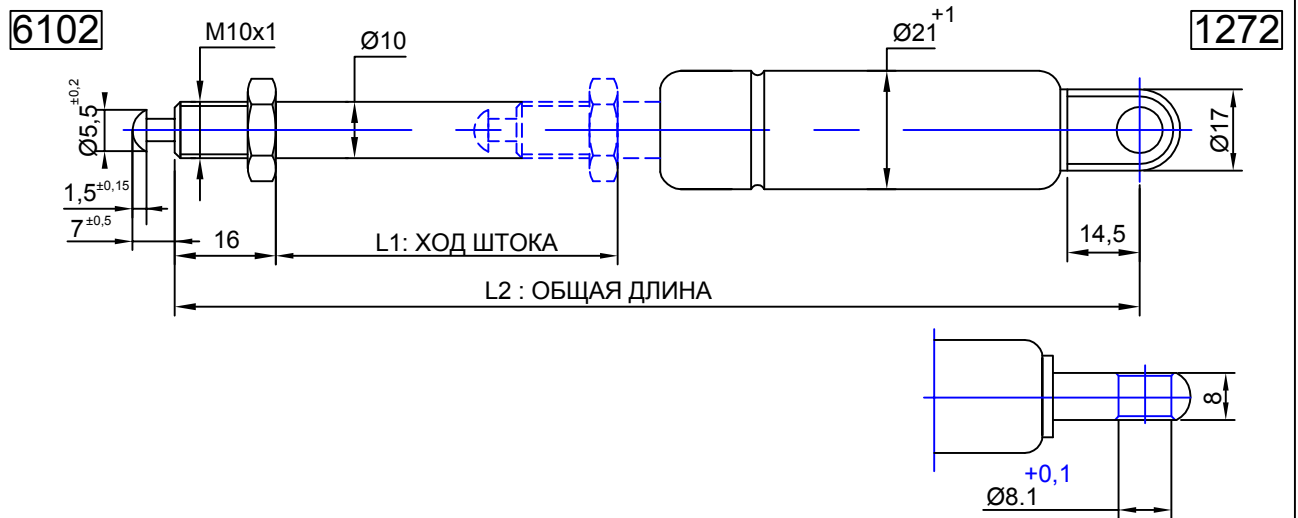 6102
M10x1
Ø10
Ø21 +1
1272
Ø5,5 ±0,2
Ø17
1,5 ±0,15
7 ±0,5
16
L1: ХОД ШТОКА
14,5
L2 : ОБЩАЯ ДЛИНА
8
+0,1
Ø8.1